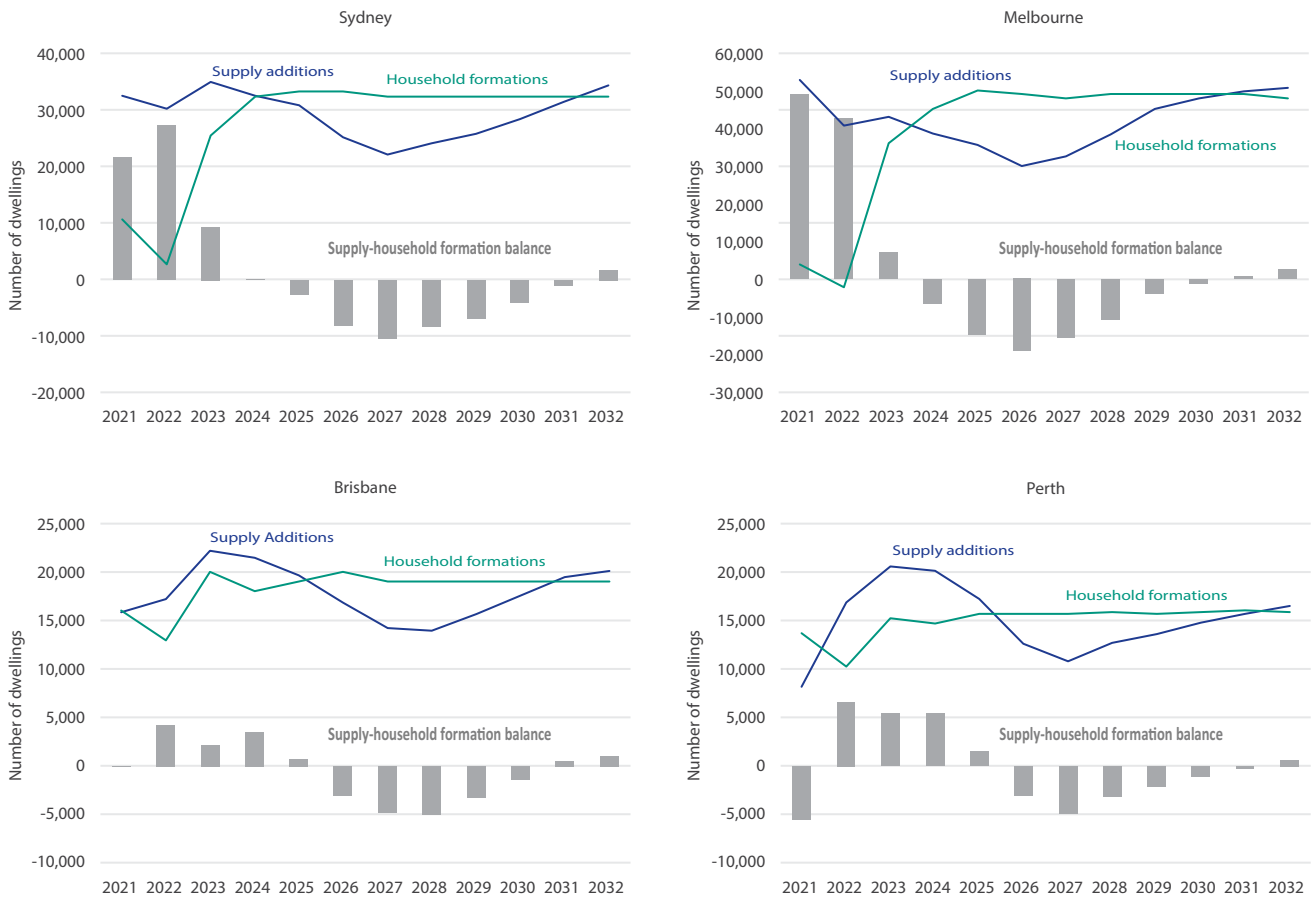 Sydney
Number of dwellings
40,000
30,000
20,000
10,000
0
-10,000
-20,000
Supply additions
Household formations
Supply-household formation balance
2021 2022 2023 2024 2025 2026 2027 2028 2029 2030 2031 2032
Melbourne
Number of dwellings
60,000
50,000
40,000
30,000
20,000
10,000
0
-10,000
-20,000
-30,000
Supply additions
Household formations
Supply-household formation balance
2021 2022 2023 2024 2025 2026 2027 2028 2029 2030 2031 2032
Brisbane
Number of dwellings
25,000
20,000
15,000
10,000
5,000
0
-5,000
-10,000
Supply Additions
Household formations
Supply-household formation balance
2021 2022 2023 2024 2025 2026 2027 2028 2029 2030 2031 2032
Perth
Number of dwellings
25,000
20,000
15,000
10,000
5,000
0
-5,000
-10,000
Supply additions
Household formations
Supply-household formation balance
2021 2022 2023 2024 2025 2026 2027 2028 2029 2030 2031 2032